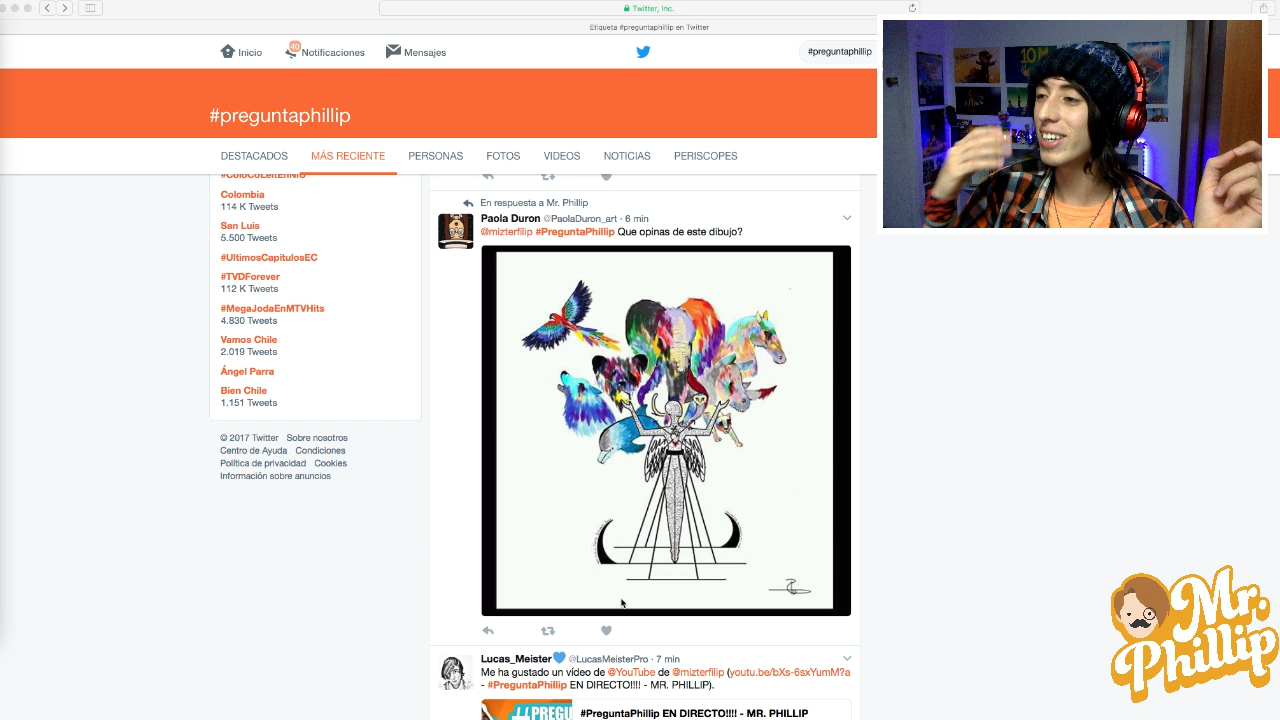 Twitter, Inc.
Etiqueta #preguntaphillip en Twitter
Inicio
40
Notificaciones
Mensajes
#preguntaphillip
#preguntaphillip
DESTACADOS
MÁS RECIENTE
PERSONAS
FOTOS
VIDEOS
NOTICIAS
PERISCOPES
Colombia
114 K Tweets
San Luis
5.500 Tweets
#UltimosCapitulosEC
#TVDForever
112 K Tweets
#MegaJodaEnMTVHits
4.830 Tweets
Vamos Chile
2.019 Tweets
Ángel Parra
Bien Chile
1.151 Tweets
© 2017 Twitter Sobre nosotros
Centro de Ayuda Condiciones
Política de privacidad Cookies
Información sobre anuncios
En respuesta a Mr. Phillip
Paola Duron @PaolaDuron_art · 6 min
@mizterfilip #PreguntaPhillip Que opinas de este dibujo?
Lucas_Meister @LucasMeisterPro · 7 min
Me ha gustado un vídeo de @YouTube de @mizterfilip (youtu.be/bXs-6sxYumM?a
- #PreguntaPhillip EN DIRECTO!!!! - MR. PHILLIP).
#PreguntaPhillip EN DIRECTO!!!! - MR. PHILLIP
10 M
Mr.
Phillip